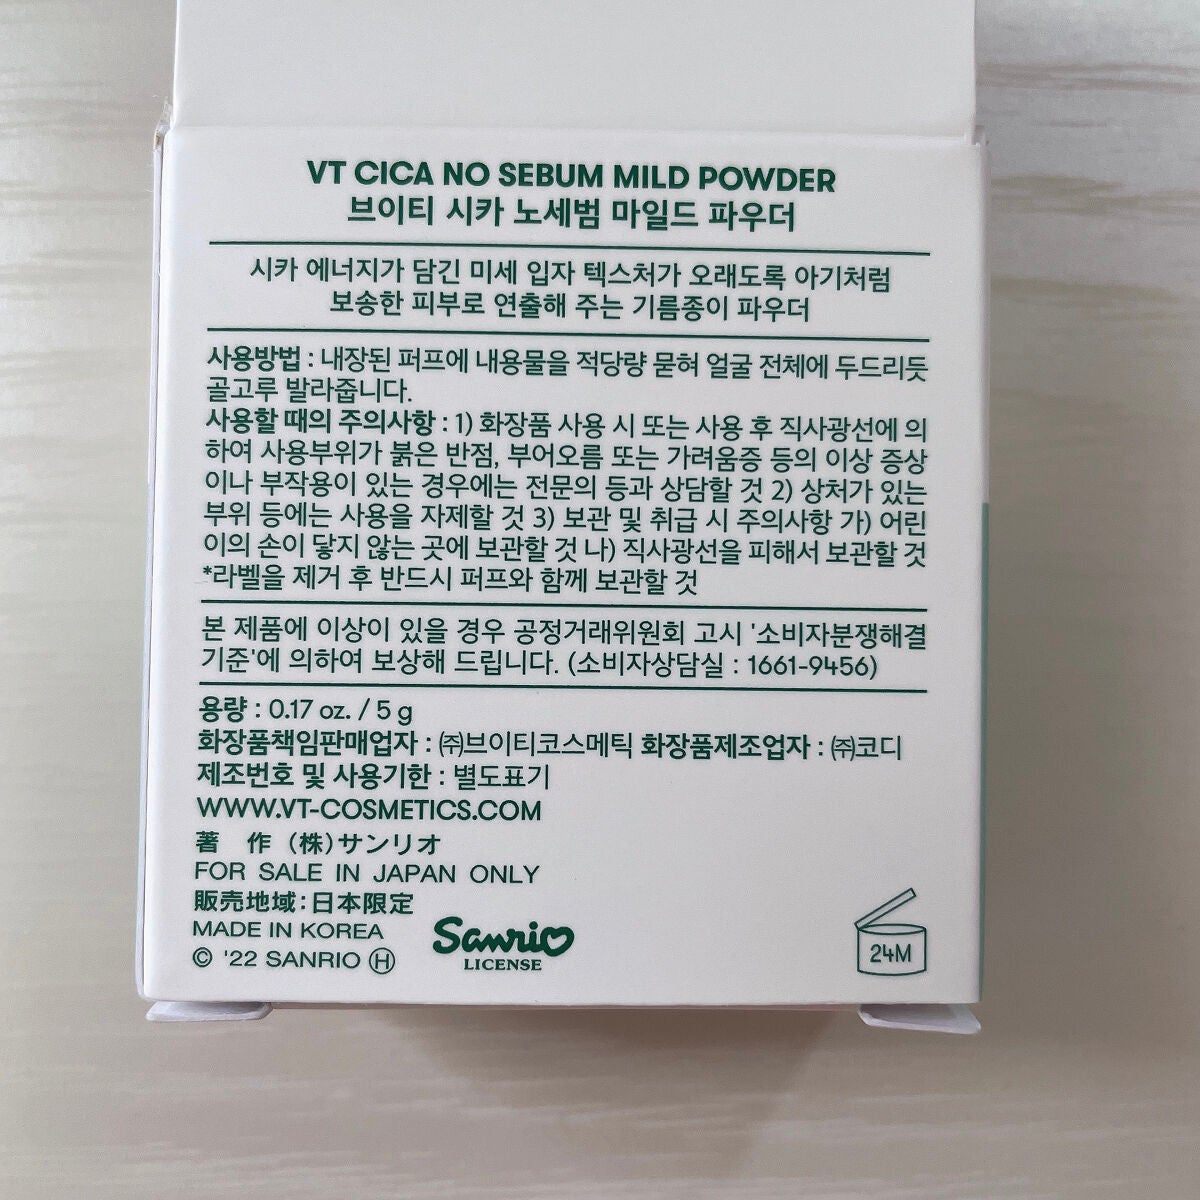 VT CICA NO SEBUM MILD POWDER
브이티 시카 노세범 마일드 파우더
시카 에너지가 담긴 미세 입자 텍스처가 오래도록 아기처럼
보송한 피부로 연출해 주는 기름종이 파우더
사용방법 : 내장된 퍼프에 내용물을 적당량 묻혀 얼굴 전체에 두드리듯
골고루 발라줍니다.
사용할 때의 주의사항 : 1) 화장품 사용 시 또는 사용 후 직사광선에 의
하여 사용부위가 붉은 반점, 부어오름 또는 가려움증 등의 이상 증상
이나 부작용이 있는 경우에는 전문의 등과 상담할 것 2) 상처가 있는
부위 등에는 사용을 자제할 것 3) 보관 및 취급 시 주의사항 가) 어린
이의 손이 닿지 않는 곳에 보관할 것 나) 직사광선을 피해서 보관할 것
*라벨을 제거 후 반드시 퍼프와 함께 보관할 것
본 제품에 이상이 있을 경우 공정거래위원회 고시 '소비자분쟁해결
기준'에 의하여 보상해 드립니다. (소비자상담실 : 1661-9456)
용량 : 0.17 oz. / 5 g
화장품책임판매업자 : ㈜브이티코스메틱 화장품제조업자 : ㈜코디
제조번호 및 사용기한 : 별도표기
WWW.VT-COSMETICS.COM
著 作 (株)サンリオ
FOR SALE IN JAPAN ONLY
販売地域:日本限定
MADE IN KOREA
© '22 SANRIO Ⓗ
Sanrio
LICENSE
24M